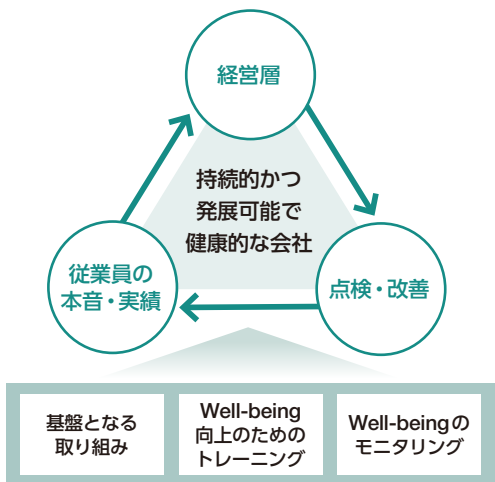 経営層
持続的かつ
発展可能で
健康的な会社
従業員の
本音・実績
点検・改善
基盤となる
取り組み
Well-being
向上のための
トレーニング
Well-beingの
モニタリング